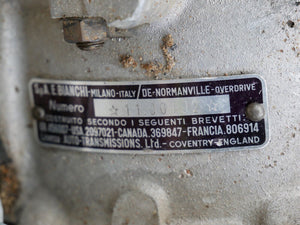 S.p.A. E. BIANCHI-MILANO-ITALY / DE-NORMANVILLE-OVERDRIVE
Numero
COSTRUITO SECONDO I SEGUENTI BREVETTI
USA. 2097021-CANADA. 369847-FRANCIA. 806914
AUTO-TRANSMISSIONS. Ltd.- COVENTRY-ENGLAND